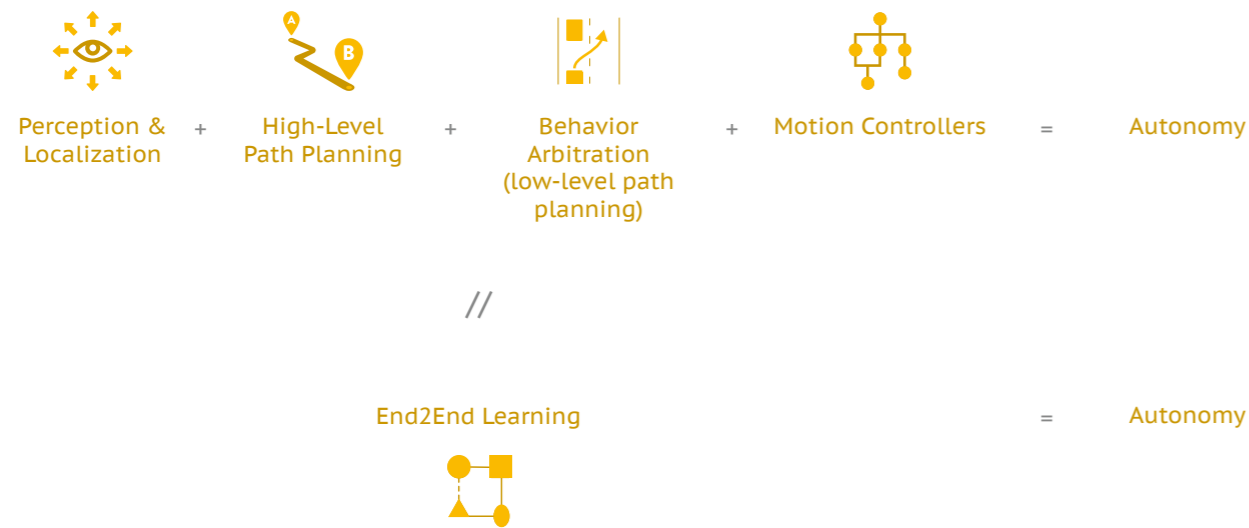 A
B
Perception & + High-Level + Behavior + Motion Controllers = Autonomy
Localization Path Planning Arbitration
(low-level path
planning)
//
End2End Learning = Autonomy